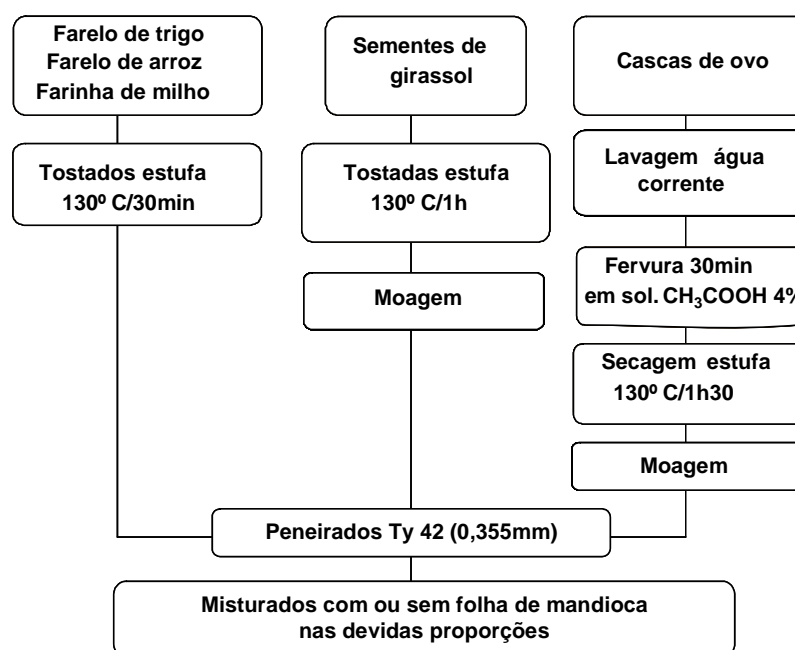 Farelo de trigo
Farelo de arroz
Farinha de milho
Tostados estufa
130º C/30min
Sementes de
girassol
Tostadas estufa
130º C/1h
Moagem
Cascas de ovo
Lavagem água
corrente
Fervura 30min
em sol. CH₃COOH 4%
Secagem estufa
130º C/1h30
Moagem
Peneirados Ty 42 (0,355mm)
Misturados com ou sem folha de mandioca
nas devidas proporções